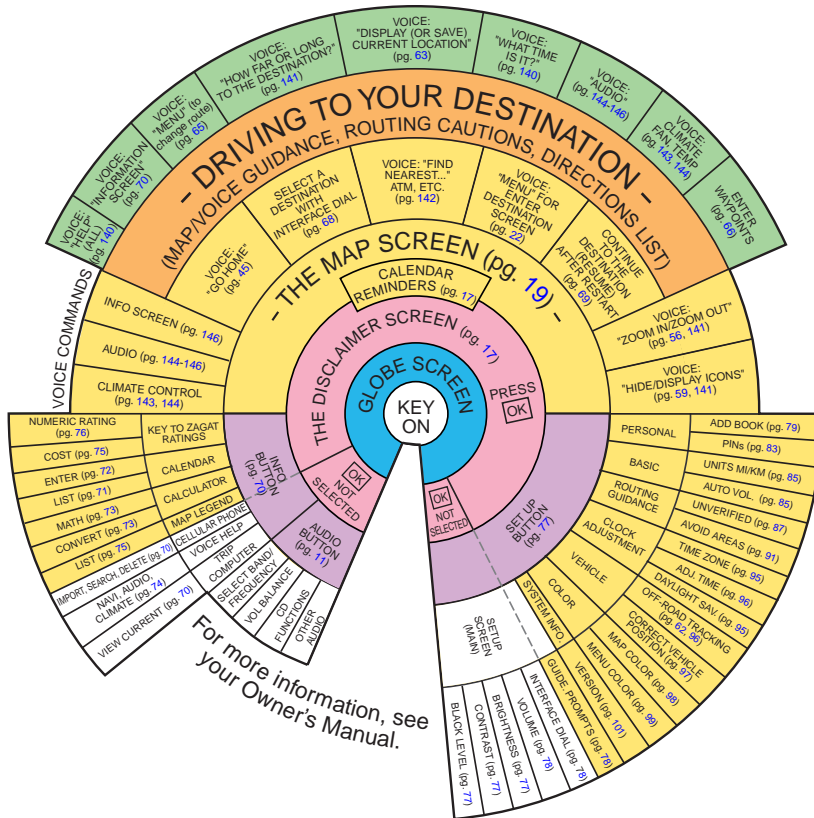 VOICE:
"HELP"
(ALL)
(pg. 140)
VOICE:
"INFORMATION
SCREEN"
(pg. 70)
VOICE:
"MENU" (to
change route)
(pg. 65)
VOICE:
"HOW FAR OR LONG
TO THE DESTINATION?"
(pg. 141)
VOICE:
"DISPLAY (OR SAVE)
CURRENT LOCATION"
(pg. 63)
VOICE:
"WHAT TIME
IS IT?"
(pg. 140)
VOICE:
"AUDIO"
(pg. 144-146)
VOICE:
CLIMATE
FAN, TEMP
(pg. 143, 144)
ENTER
WAYPOINTS
(pg. 66)
- DRIVING TO YOUR DESTINATION -
(MAP/VOICE GUIDANCE, ROUTING CAUTIONS, DIRECTIONS LIST)
VOICE:
"GO HOME"
(pg. 45)
SELECT A
DESTINATION
WITH
INTERFACE DIAL
(pg. 68)
VOICE: "FIND
NEAREST..."
ATM, ETC.
(pg. 142)
VOICE:
"MENU" FOR
ENTER
DESTINATION
SCREEN
(pg. 22)
CONTINUE
TO THE
DESTINATION
(RESUME)
AFTER RESTART
(pg. 69)
- THE MAP SCREEN (pg. 19) -
CALENDAR
REMINDERS (pg. 17)
VOICE COMMANDS
INFO SCREEN (pg. 146)
AUDIO (pg. 144-146)
CLIMATE CONTROL
(pg. 143, 144)
VOICE:
"ZOOM IN/ZOOM OUT"
(pg. 56, 141)
VOICE:
"HIDE/DISPLAY ICONS"
(pg. 59, 141)
THE DISCLAIMER SCREEN (pg. 17)
PRESS
OK
GLOBE SCREEN
KEY
ON
OK
NOT
SELECTED
OK
NOT
SELECTED
INFO
BUTTON
(pg. 70)
AUDIO
BUTTON
(pg. 11)
SET UP
BUTTON
(pg. 77)
NUMERIC RATING
(pg. 76)
COST (pg. 75)
ENTER (pg. 72)
LIST (pg. 71)
MATH (pg. 73)
CONVERT (pg. 73)
LIST (pg. 75)
IMPORT, SEARCH, DELETE (pg. 70)
NAVI, AUDIO,
CLIMATE (pg. 74)
VIEW CURRENT (pg. 70)
KEY TO ZAGAT
RATINGS
CALENDAR
CALCULATOR
MAP LEGEND
CELLULAR PHONE
VOICE HELP
TRIP
COMPUTER
SELECT BAND/
FREQUENCY
VOL BALANCE
CD
FUNCTIONS
OTHER
AUDIO
PERSONAL
BASIC
ROUTING
GUIDANCE
CLOCK
ADJUSTMENT
VEHICLE
COLOR
SYSTEM INFO.
SETUP
SCREEN
(MAIN)
ADD BOOK (pg. 79)
PINs (pg. 83)
UNITS MI/KM (pg. 85)
AUTO VOL. (pg. 85)
UNVERIFIED (pg. 87)
AVOID AREAS (pg. 91)
TIME ZONE (pg. 95)
ADJ. TIME (pg. 96)
DAYLIGHT SAV. (pg. 95)
OFF-ROAD TRACKING
(pg. 62, 96)
CORRECT VEHICLE
POSITION (pg. 97)
MAP COLOR (pg. 98)
MENU COLOR (pg. 99)
VERSION (pg. 101)
GUIDE. PROMPTS (pg. 78)
INTERFACE DIAL (pg. 78)
VOLUME (pg. 78)
BRIGHTNESS (pg. 77)
CONTRAST (pg. 77)
BLACK LEVEL (pg. 77)
For more information, see
your Owner's Manual.